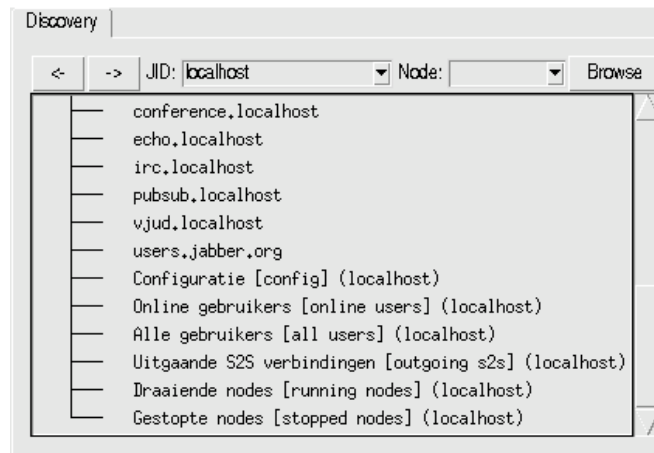 Discovery
<- -> JID: localhost Node: Browse
conference.localhost
echo.localhost
irc.localhost
pubsub.localhost
vjud.localhost
users.jabber.org
Configuratie [config] (localhost)
Online gebruikers [online users] (localhost)
Alle gebruikers [all users] (localhost)
Uitgaande S2S verbindingen [outgoing s2s] (localhost)
Draaiende nodes [running nodes] (localhost)
Gestopte nodes [stopped nodes] (localhost)